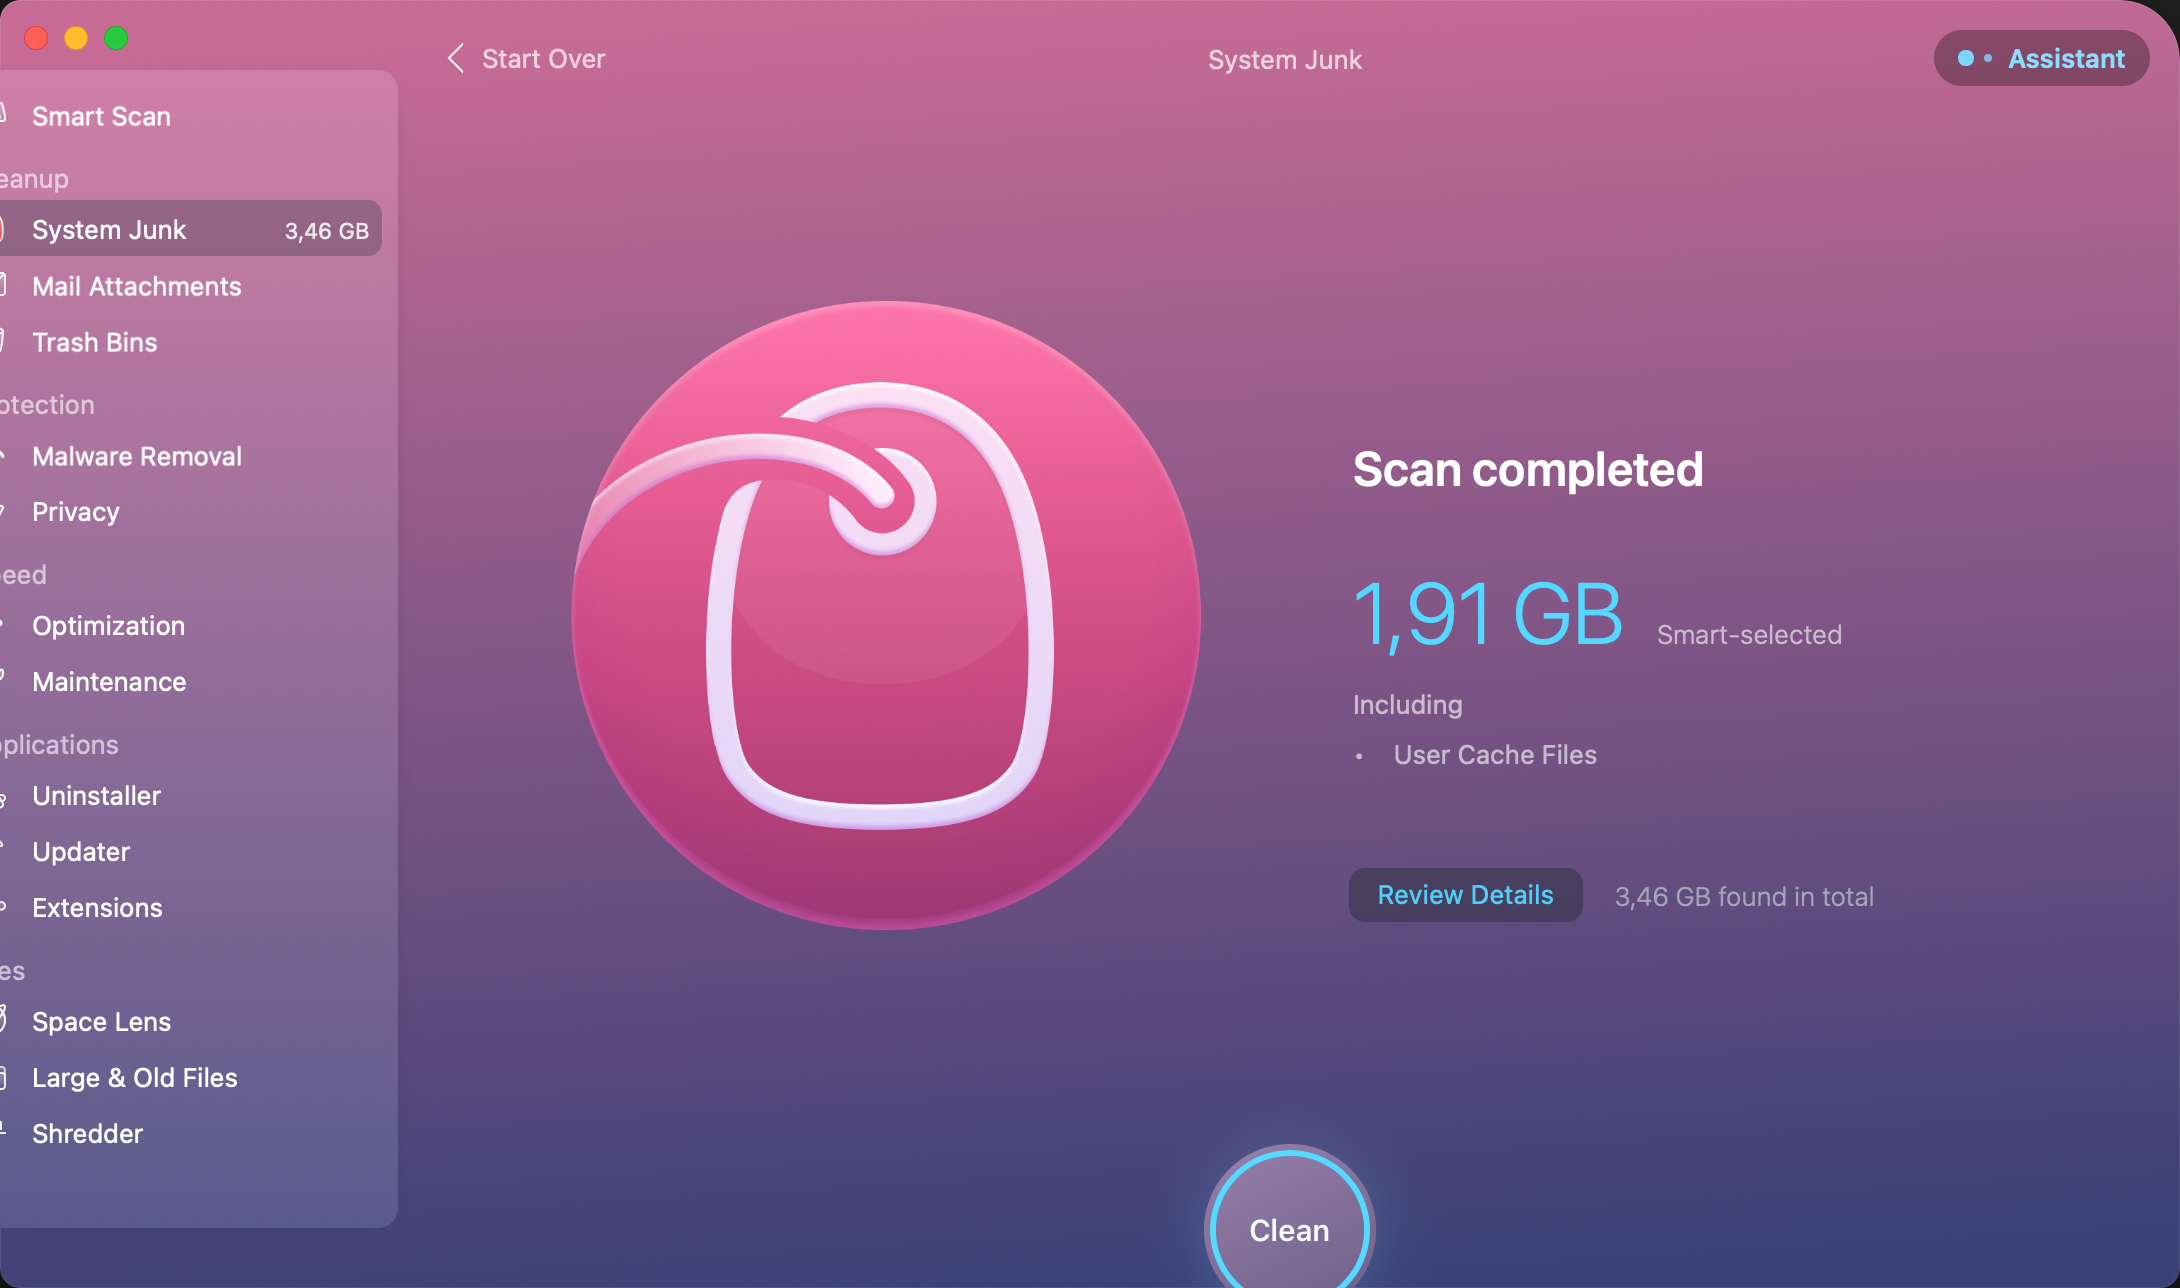 Start Over
System Junk
Assistant
Smart Scan
eanup
System Junk 3,46 GB
Mail Attachments
Trash Bins
otection
Malware Removal
Privacy
eed
Optimization
Maintenance
plications
Uninstaller
Updater
Extensions
es
Space Lens
Large & Old Files
Shredder
Scan completed
1,91 GB Smart-selected
Including
• User Cache Files
Review Details 3,46 GB found in total
Clean